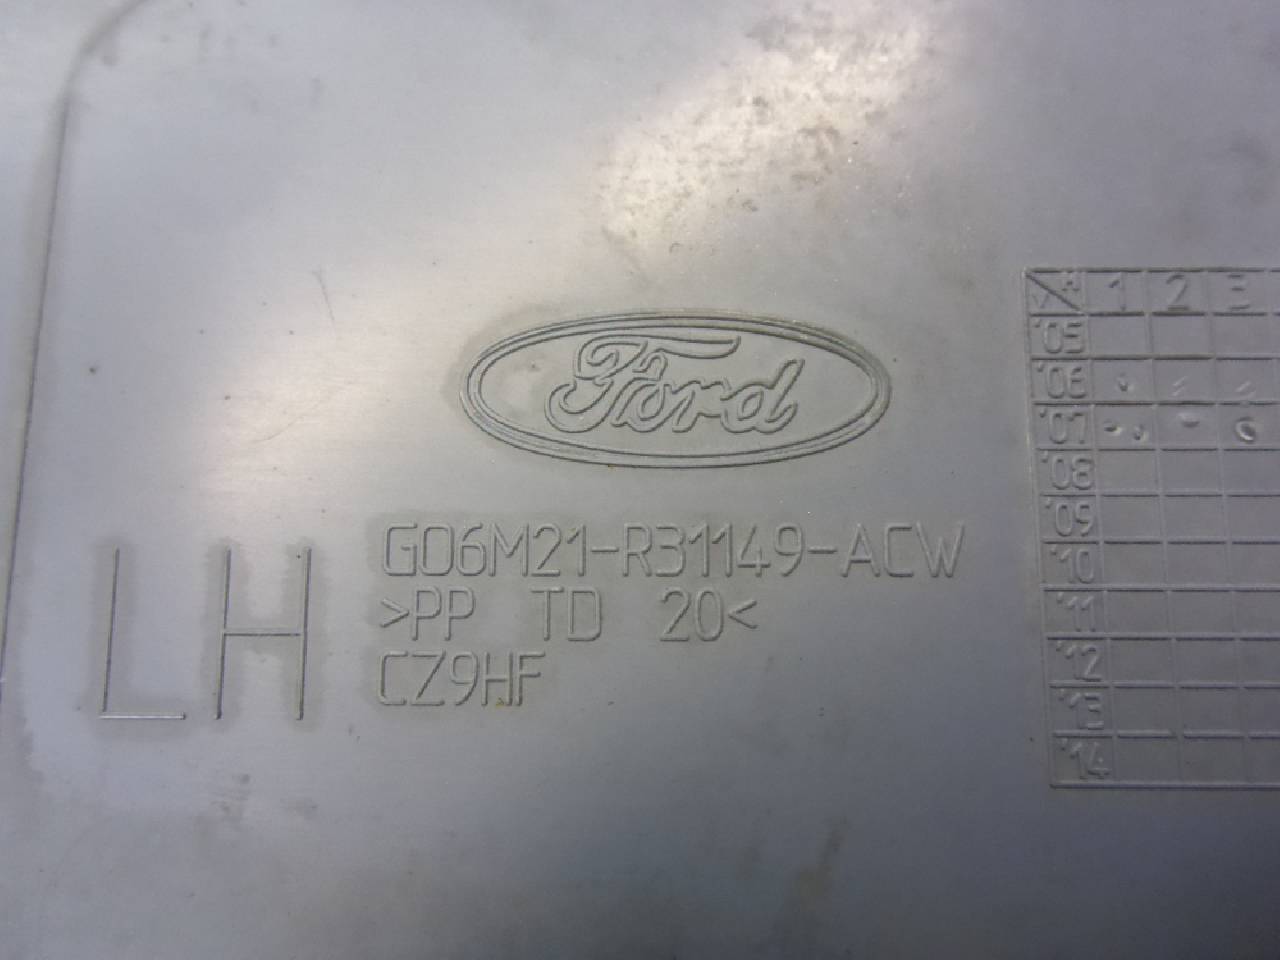 Ford
LH
G06M21-R31149-ACW
>PP TD 20<
CZ9HF
V H 1 2 3
'05
'06
'07
'08
'09
'10
'11
'12
'13
'14